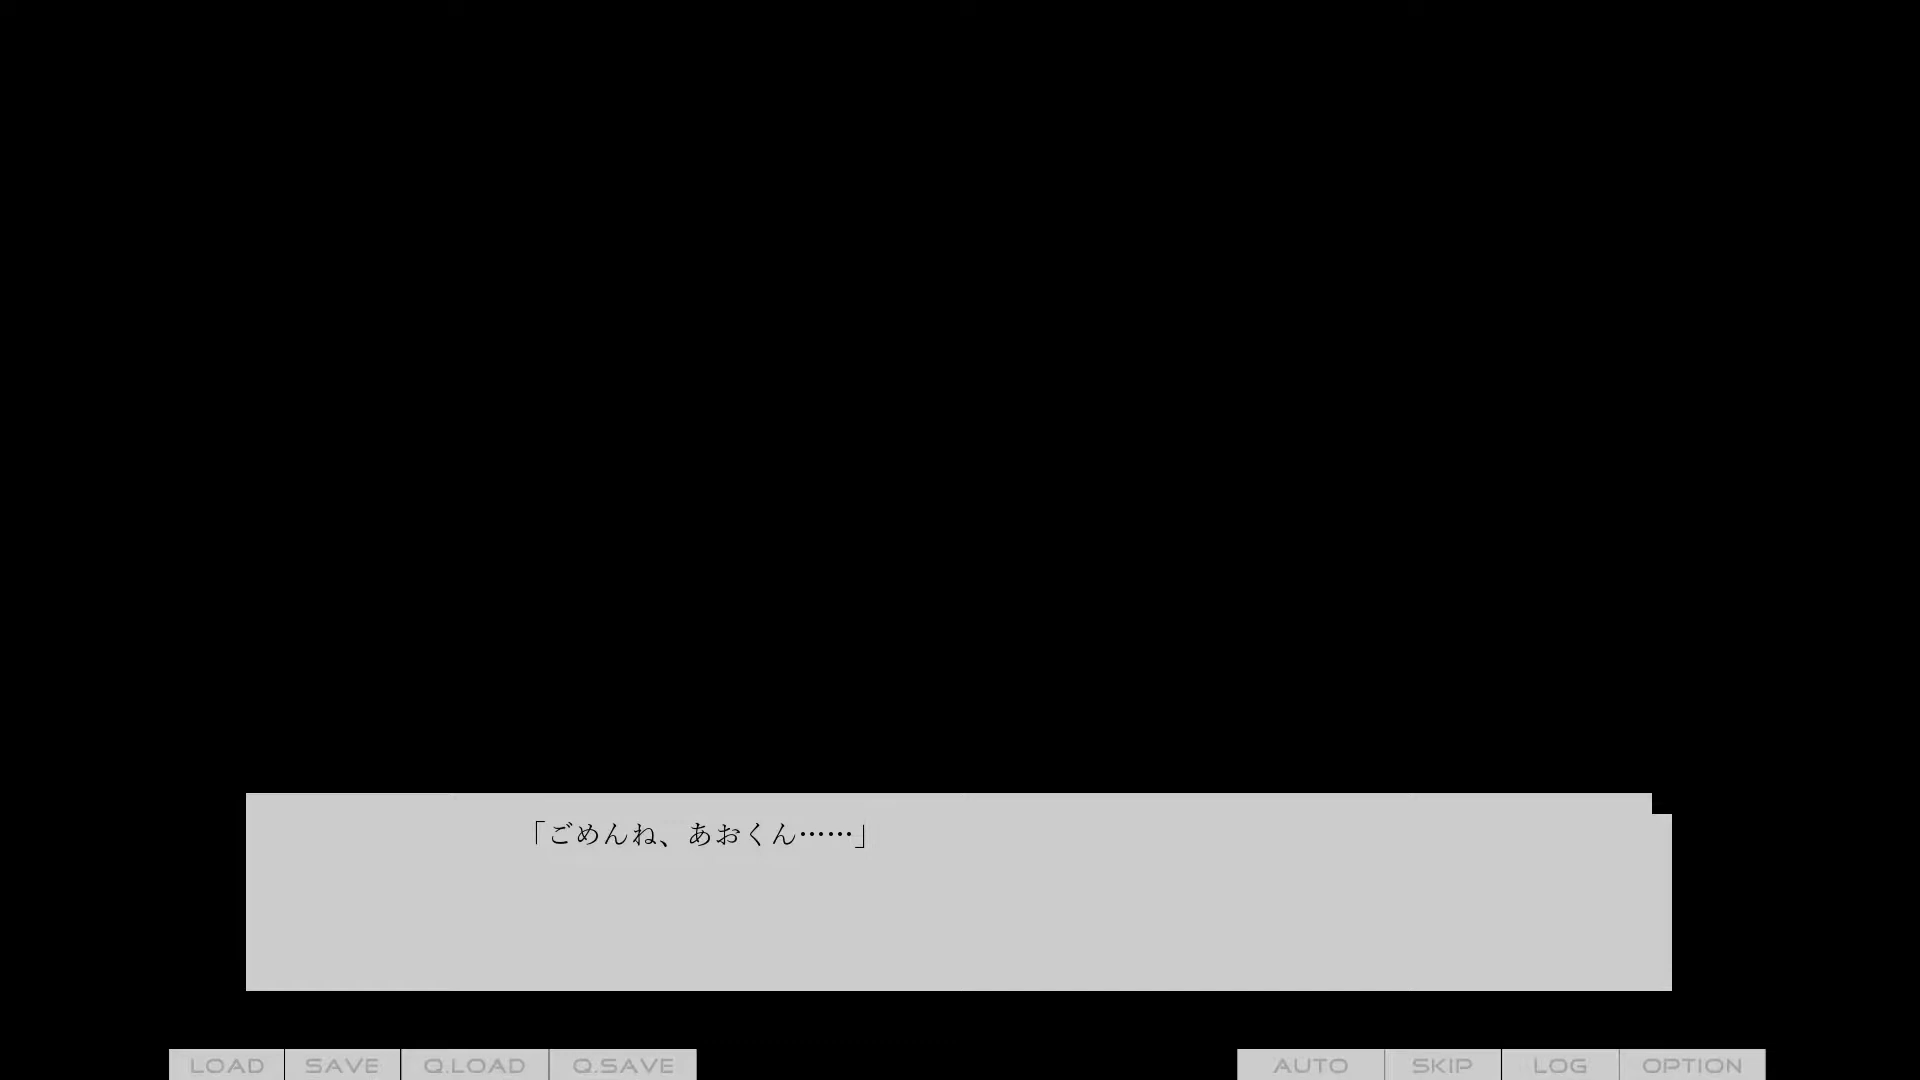 「ごめんね、あおくん……」
LOAD SAVE Q.LOAD Q.SAVE AUTO SKIP LOG OPTION